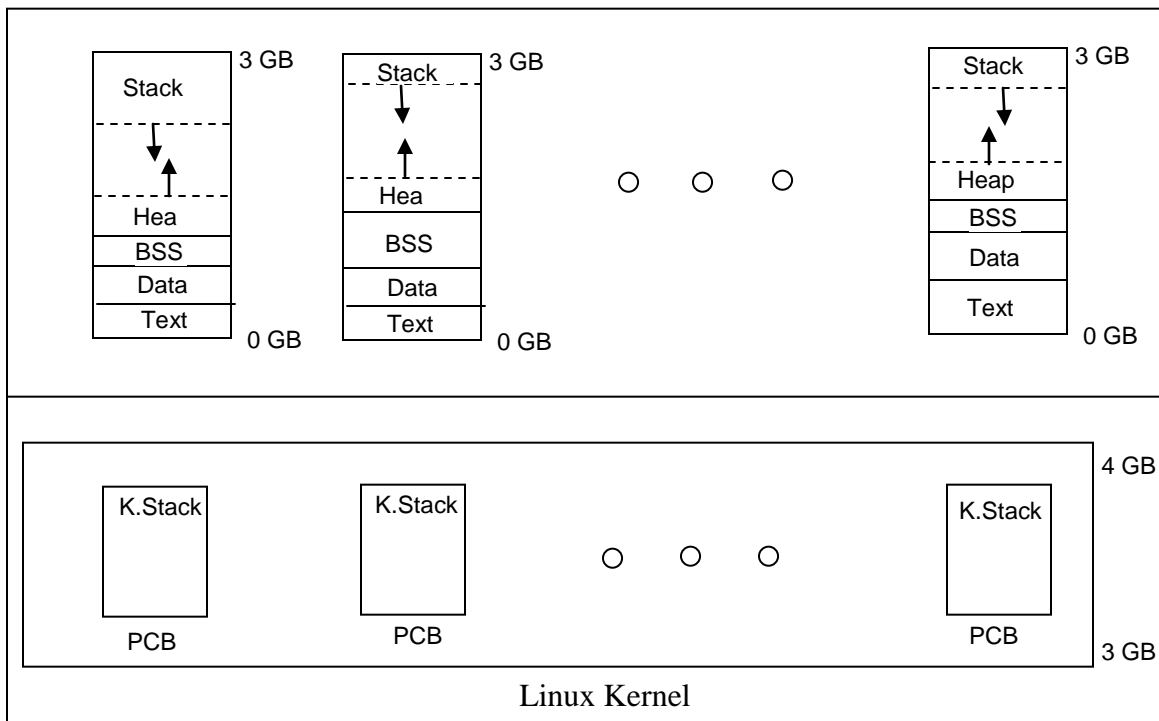 3 GB
Stack
Hea
BSS
Data
Text
0 GB
3 GB
Stack
Hea
BSS
Data
Text
0 GB
3 GB
Stack
Heap
BSS
Data
Text
0 GB
4 GB
K.Stack
PCB
K.Stack
PCB
K.Stack
PCB
3 GB
Linux Kernel